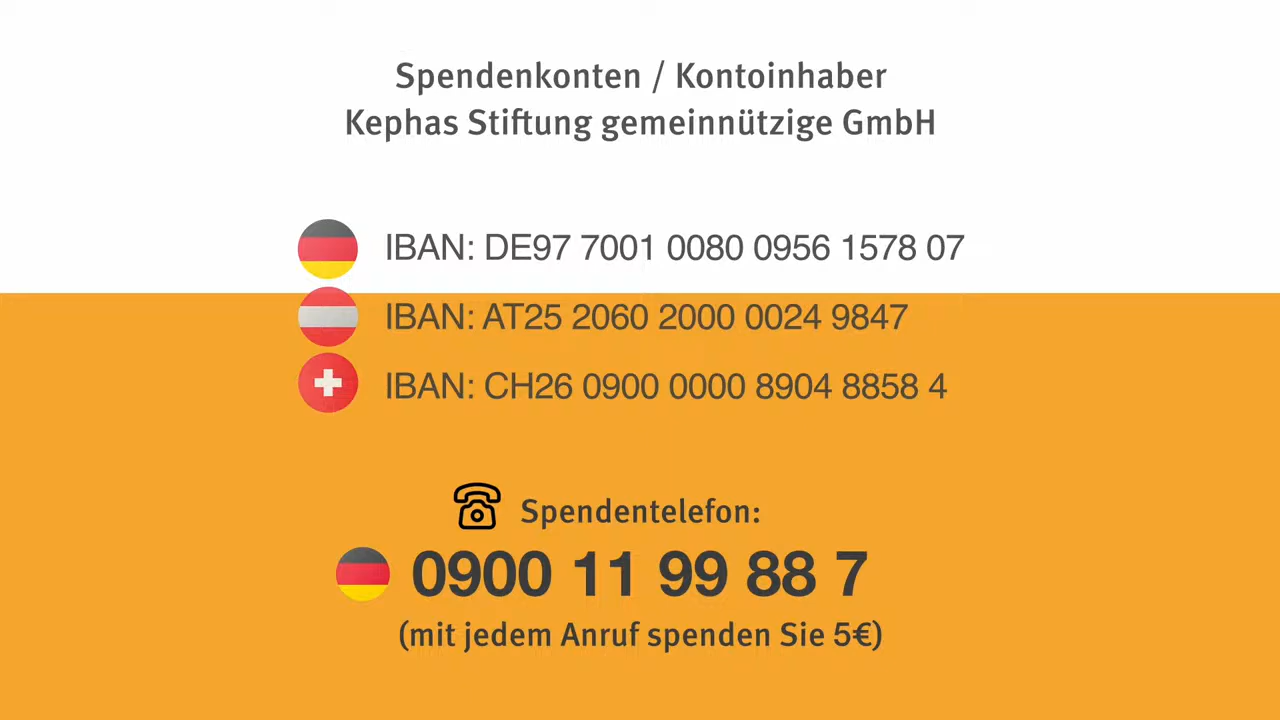 Spendenkonten / Kontoinhaber
Kephas Stiftung gemeinnützige GmbH
IBAN: DE97 7001 0080 0956 1578 07
IBAN: AT25 2060 2000 0024 9847
IBAN: CH26 0900 0000 8904 8858 4
Spendentelefon:
0900 11 99 88 7
(mit jedem Anruf spenden Sie 5€)